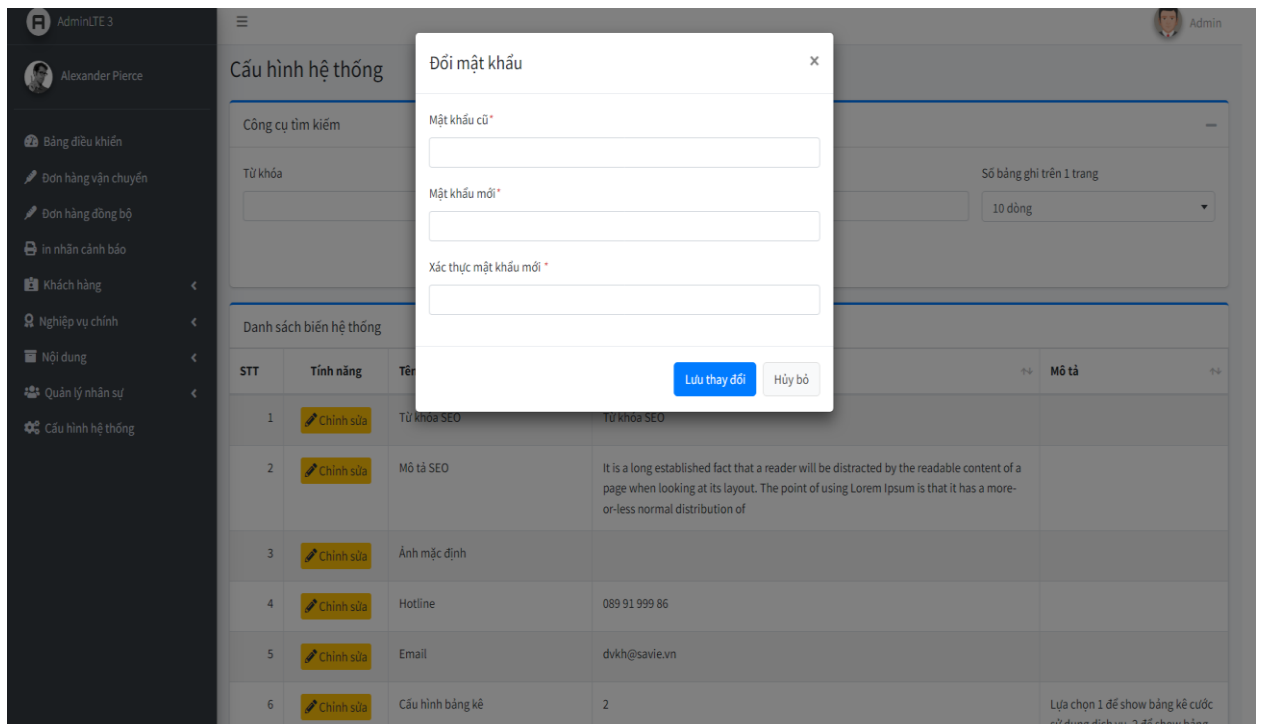 AdminLTE 3
Admin
Alexander Pierce
Bảng điều khiển
Đơn hàng vận chuyển
Đơn hàng đồng bộ
in nhãn cảnh báo
Khách hàng
Nghiệp vụ chính
Nội dung
Quản lý nhân sự
Cấu hình hệ thống
Cấu hình hệ thống
Đổi mật khẩu
×
Mật khẩu cũ*
Mật khẩu mới*
Xác thực mật khẩu mới *
Lưu thay đổi
Hủy bỏ
Công cụ tìm kiếm
Từ khóa
Số bảng ghi trên 1 trang
10 dòng
Danh sách biến hệ thống
STT
Tính năng
Tên
Mô tả
1
Chỉnh sửa
Từ khóa SEO
Từ khóa SEO
2
Chỉnh sửa
Mô tả SEO
It is a long established fact that a reader will be distracted by the readable content of a
page when looking at its layout. The point of using Lorem Ipsum is that it has a more-
or-less normal distribution of
3
Chỉnh sửa
Ảnh mặc định
4
Chỉnh sửa
Hotline
089 91 999 86
5
Chỉnh sửa
Email
dvkh@savie.vn
6
Chỉnh sửa
Cấu hình bảng kê
2
Lựa chọn 1 để show bảng kê cước
sử dụng dịch vụ, 2 để show bảng